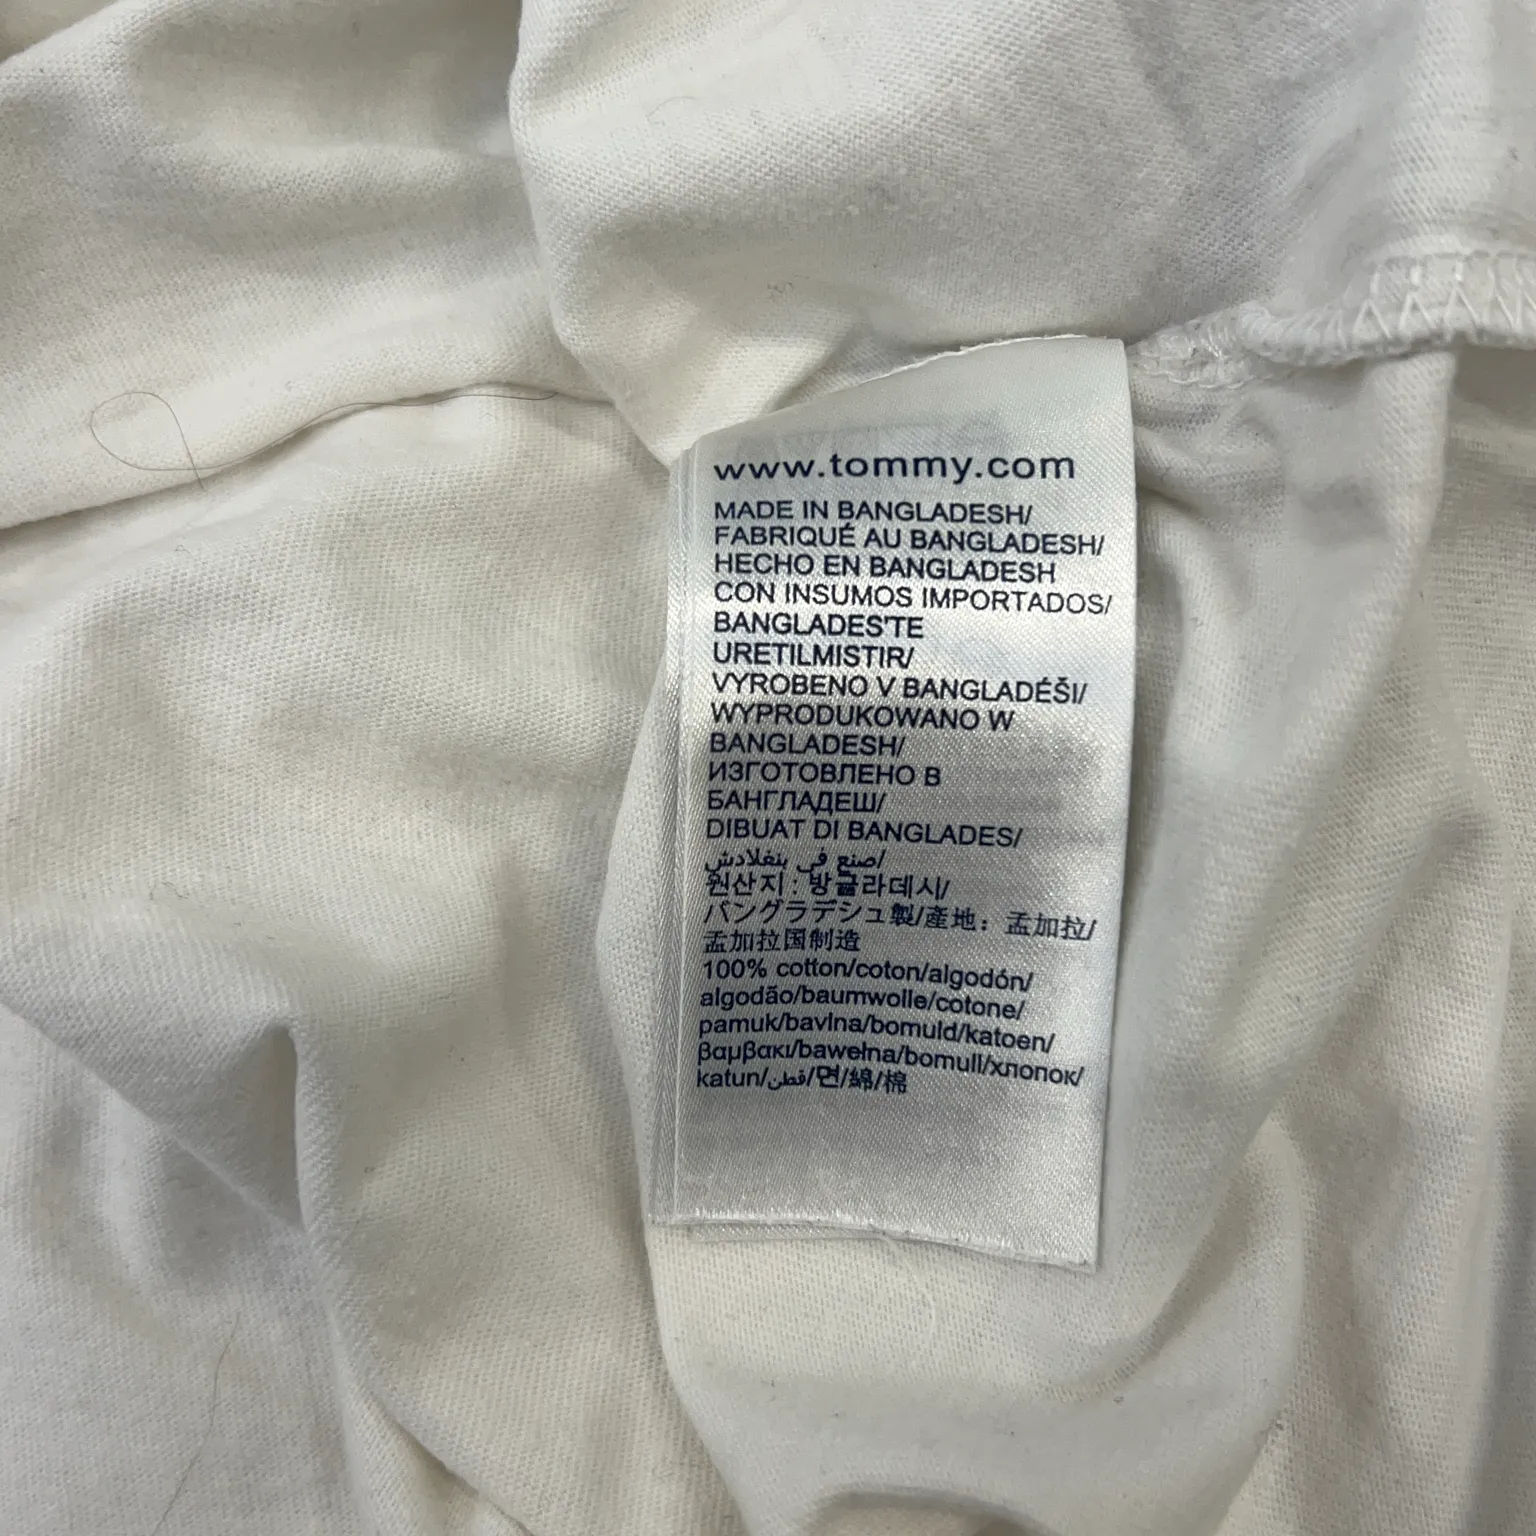 www.tommy.com
MADE IN BANGLADESH/
FABRIQUÉ AU BANGLADESH/
HECHO EN BANGLADESH
CON INSUMOS IMPORTADOS/
BANGLADES'TE
URETILMISTIR/
VYROBENO V BANGLADÉŠI/
WYPRODUKOWANO W
BANGLADESH/
ИЗГОТОВЛЕНО В
БАНГЛАДЕШ/
DIBUAT DI BANGLADES/
صنع في بنغلادش/
원산지 : 방글라데시/
バングラデシュ製/產地：孟加拉/
孟加拉国制造
100% cotton/coton/algodón/
algodão/baumwolle/cotone/
pamuk/bavlna/bomuld/katoen/
βαμβακι/bawełna/bomull/хлопок/
katun/قطن/면/綿/棉